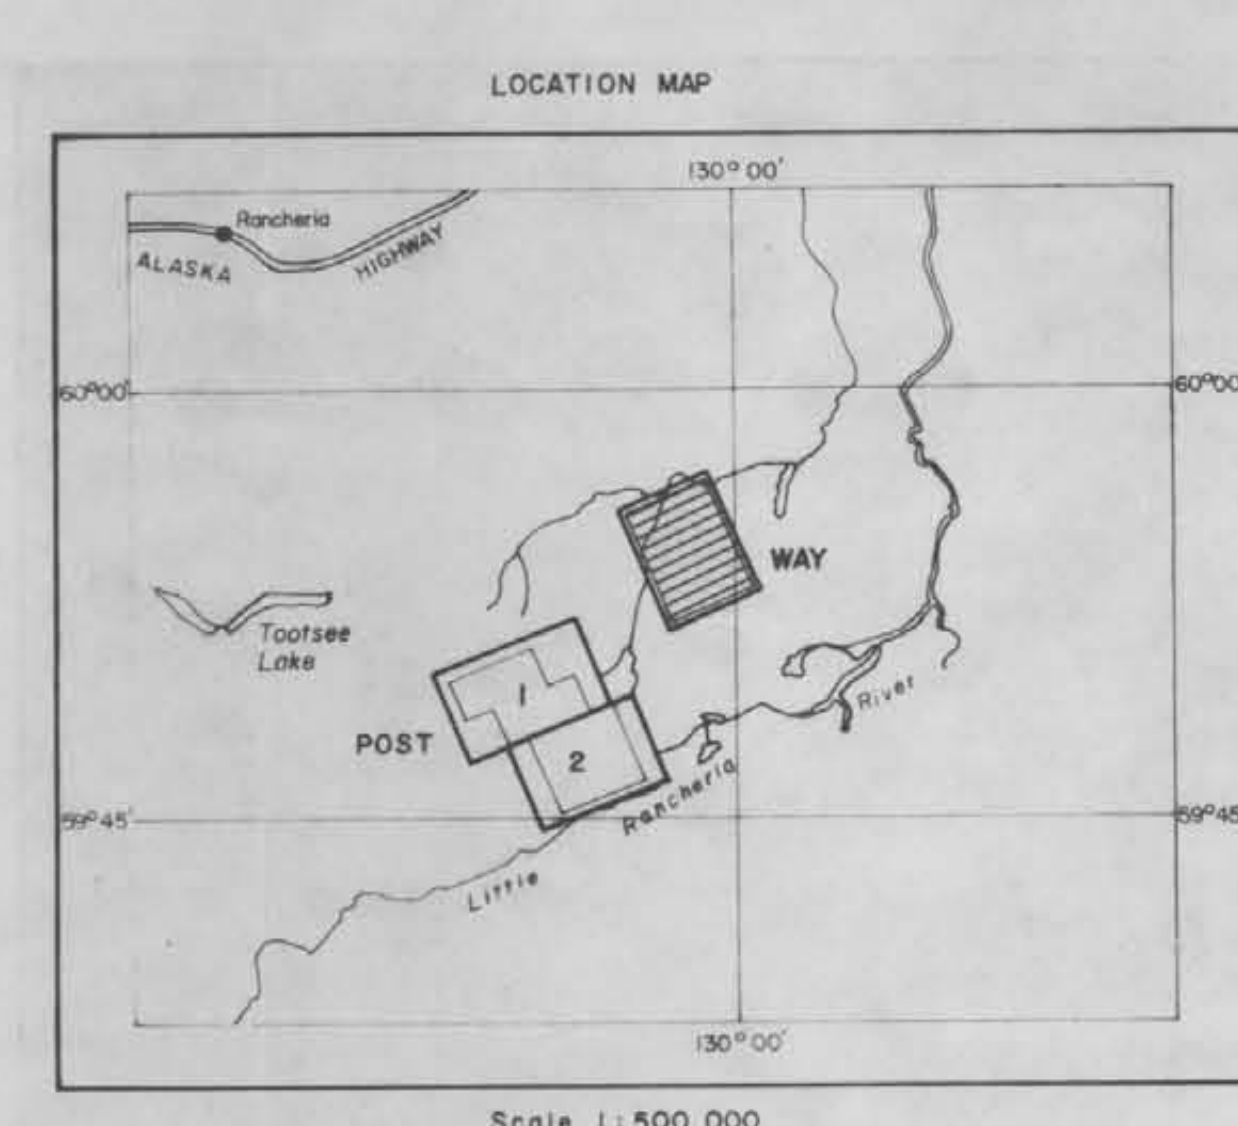 LOCATION MAP
130° 00'
Rancheria
ALASKA HIGHWAY
60°00'
60°00
WAY
Tootsee
Lake
1
POST
2
River
59°45'
59°45
Little Rancheria
130° 00'
Scale 1:500 000